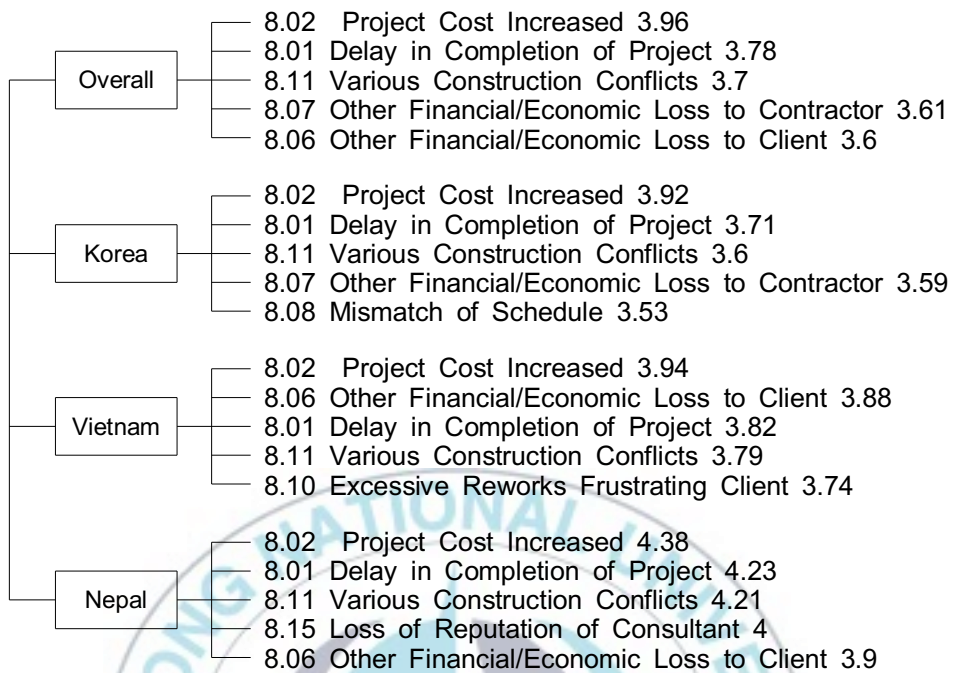 Overall
8.02 Project Cost Increased 3.96
8.01 Delay in Completion of Project 3.78
8.11 Various Construction Conflicts 3.7
8.07 Other Financial/Economic Loss to Contractor 3.61
8.06 Other Financial/Economic Loss to Client 3.6
Korea
8.02 Project Cost Increased 3.92
8.01 Delay in Completion of Project 3.71
8.11 Various Construction Conflicts 3.6
8.07 Other Financial/Economic Loss to Contractor 3.59
8.08 Mismatch of Schedule 3.53
Vietnam
8.02 Project Cost Increased 3.94
8.06 Other Financial/Economic Loss to Client 3.88
8.01 Delay in Completion of Project 3.82
8.11 Various Construction Conflicts 3.79
8.10 Excessive Reworks Frustrating Client 3.74
Nepal
8.02 Project Cost Increased 4.38
8.01 Delay in Completion of Project 4.23
8.11 Various Construction Conflicts 4.21
8.15 Loss of Reputation of Consultant 4
8.06 Other Financial/Economic Loss to Client 3.9
NATIONAL